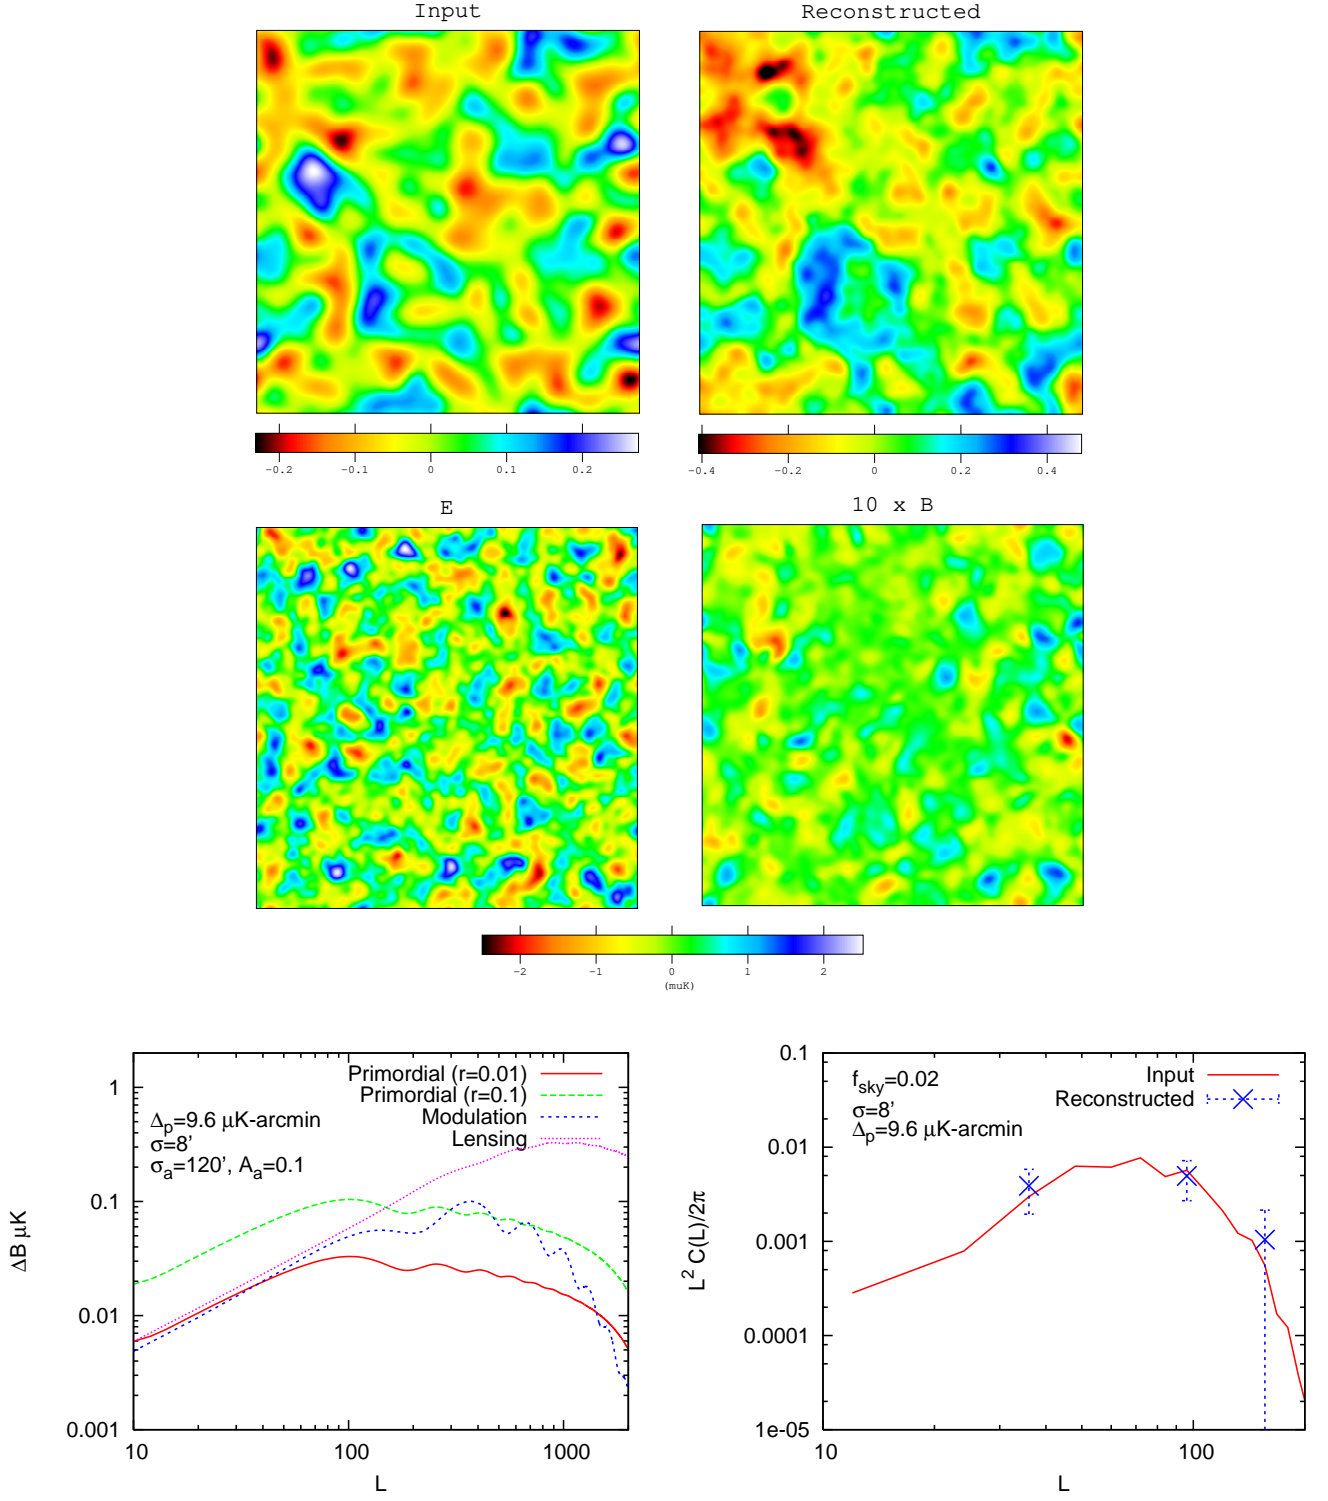 Input
Reconstructed
-0.2 -0.1 0 0.1 0.2
-0.4 -0.2 0 0.2 0.4
E
10 x B
-2 -1 0 1 2
(muK)
1
0.1
0.01
0.001
10 100 1000
L
ΔB μK
Primordial (r=0.01)
Primordial (r=0.1)
Modulation
Lensing
Δp=9.6 μK-arcmin
σ=8'
σa=120', Aa=0.1
0.1
0.01
0.001
0.0001
1e-05
10 100
L
L² C(L)/2π
fsky=0.02
σ=8'
Δp=9.6 μK-arcmin
Input
Reconstructed